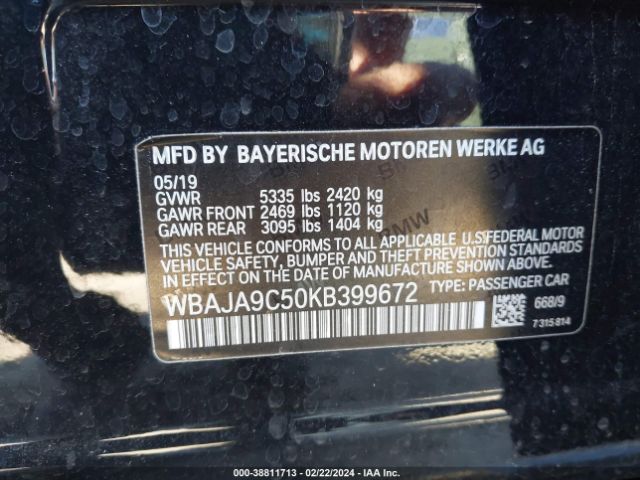 MFD BY BAYERISCHE MOTOREN WERKE AG
05/19
GVWR 5335 lbs 2420 kg
GAWR FRONT 2469 lbs 1120 kg
GAWR REAR 3095 lbs 1404 kg
BMW
THIS VEHICLE CONFORMS TO ALL APPLICABLE U.S.FEDERAL MOTOR
VEHICLE SAFETY, BUMPER, AND THEFT PREVENTION STANDARDS
IN EFFECT ON THE DATE OF MANUFACTURE SHOWN ABOVE.
WBAJA9C50KB399672 TYPE: PASSENGER CAR
668/9
7315814
000-38811713 - 02/22/2024 - IAA Inc.